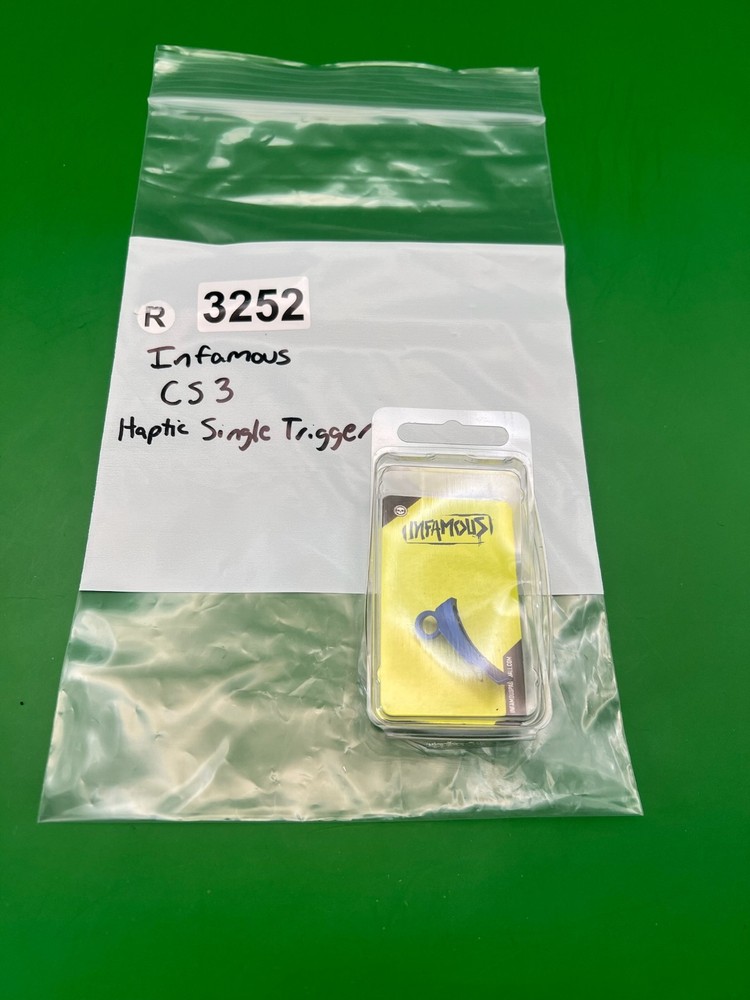 R 3252
Infamous
CS3
Haptic Single Trigger
INFAMOUS